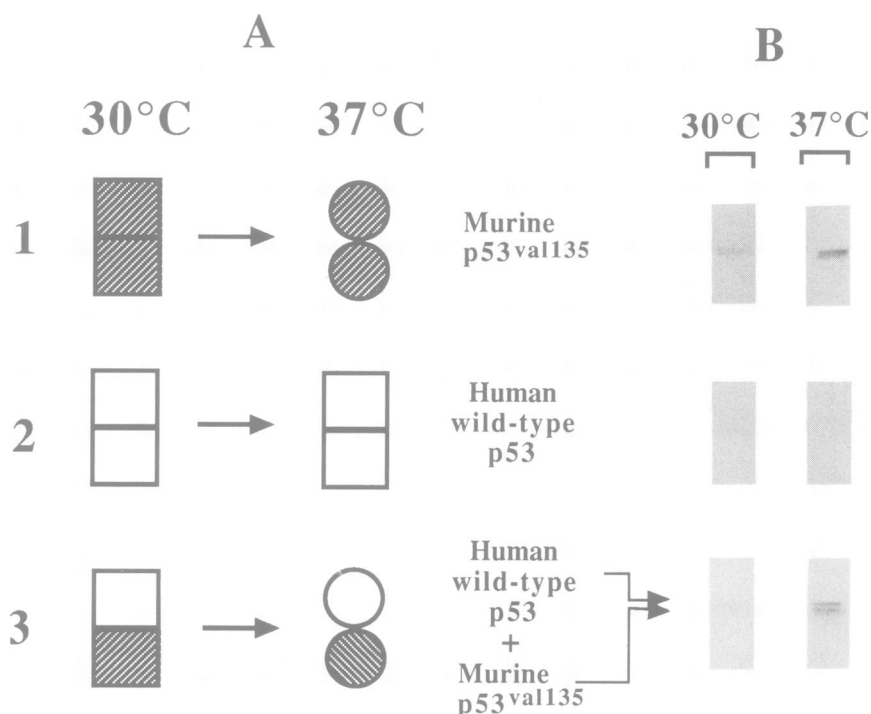 A
B
30°C
37°C
30°C
37°C
1
Murine
p53val135
2
Human
wild-type
p53
3
Human
wild-type
p53
+
Murine
p53val135